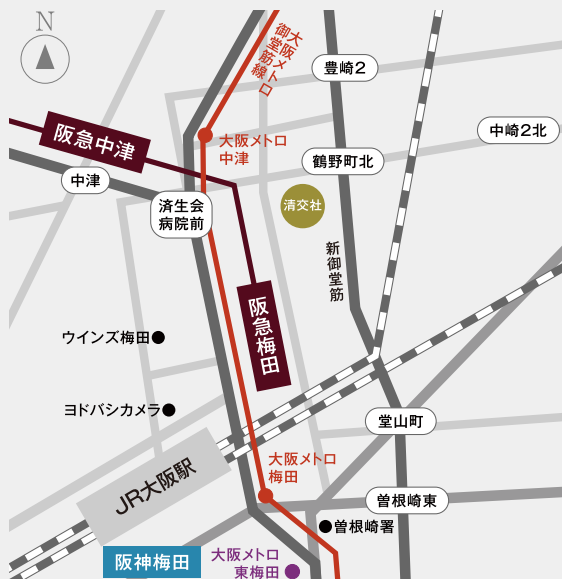 N
大阪メトロ
御堂筋線
豊崎2
阪急中津
大阪メトロ
中津
中崎2北
鶴野町北
中津
済生会
病院前
清交社
新御堂筋
阪急梅田
ウインズ梅田
ヨドバシカメラ
堂山町
JR大阪駅
大阪メトロ
梅田
曽根崎東
曽根崎署
阪神梅田
大阪メトロ
東梅田